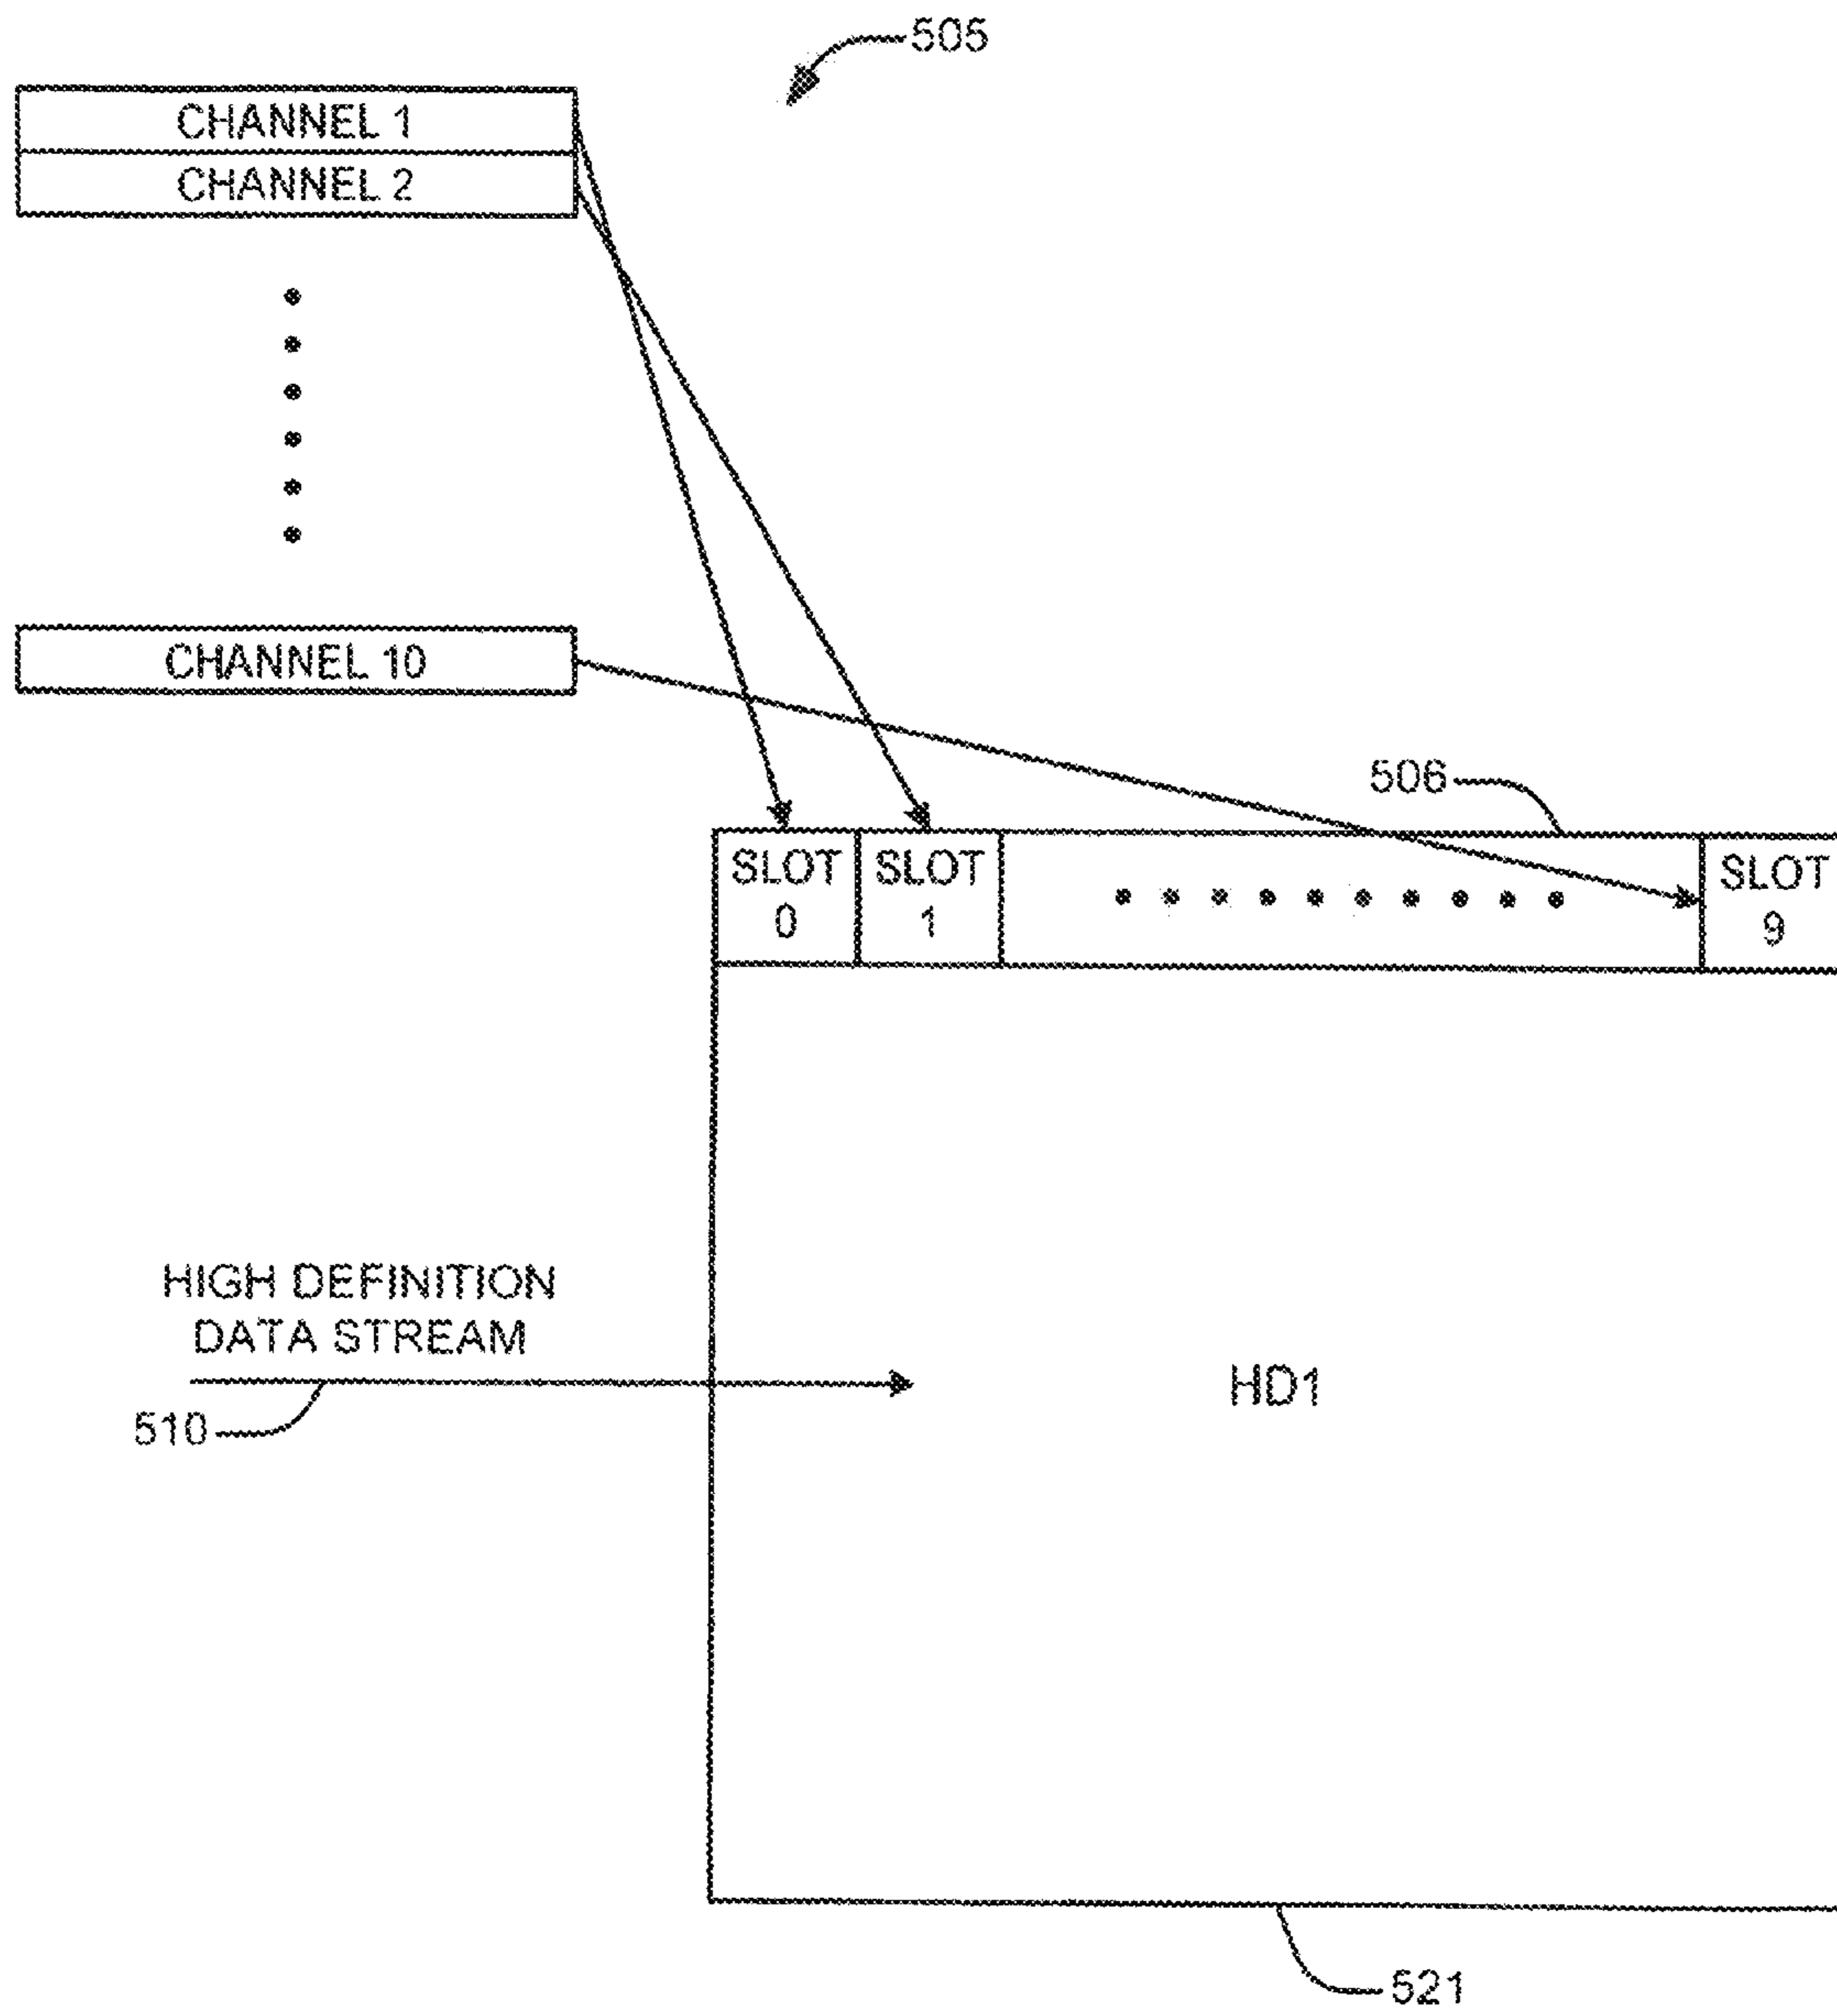 505
CHANNEL 1
CHANNEL 2
CHANNEL 10
506
SLOT
0
SLOT
1
SLOT
9
HIGH DEFINITION
DATA STREAM
510
HD1
521